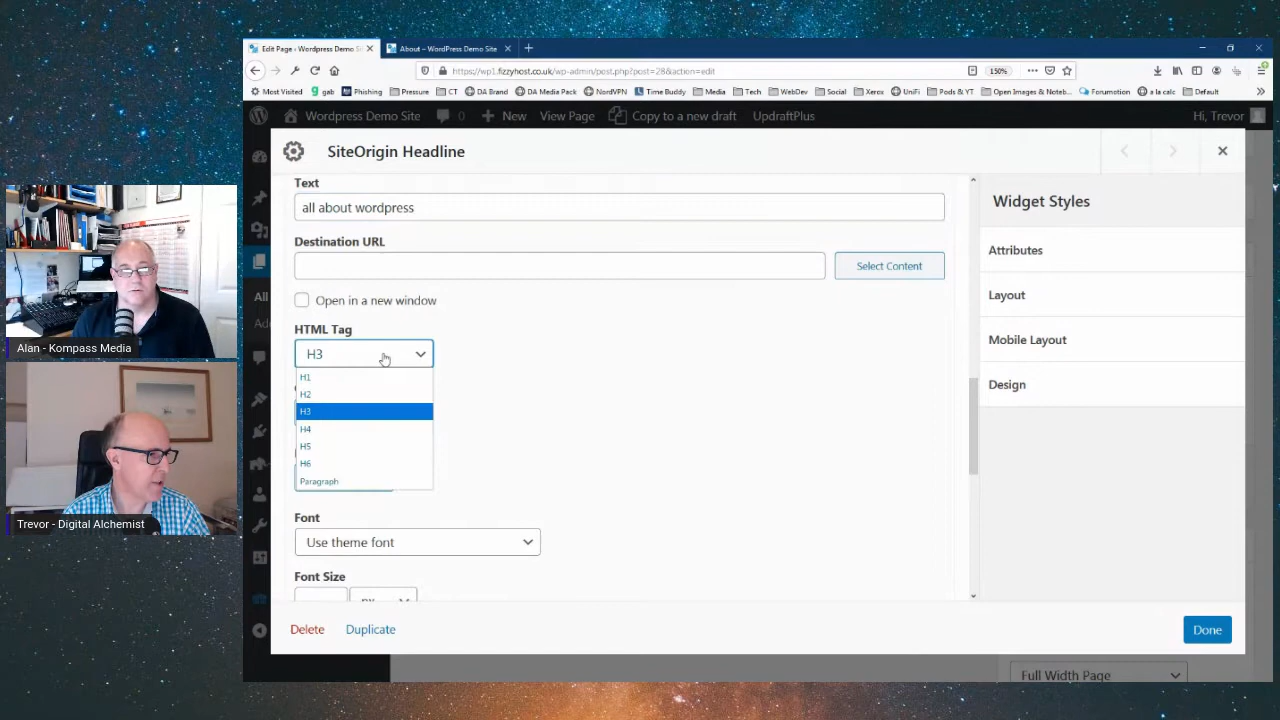 Edit Page ‹ Wordpress Demo Si
About – WordPress Demo Site
https://wp1.fizzyhost.co.uk/wp-admin/post.php?post=28&action=edit
150%
Most Visited
gab
Phishing
Pressure
CT
DA Brand
DA Media Pack
NordVPN
Time Buddy
Media
Tech
WebDev
Social
Xerox
UniFi
Pods & YT
Open Images & Noteb...
Forumotion
a la calc
Default
Wordpress Demo Site
0
New
View Page
Copy to a new draft
UpdraftPlus
Hi, Trevor
SiteOrigin Headline
Text
all about wordpress
Destination URL
Select Content
Open in a new window
HTML Tag
H3
H1
H2
H3
H4
H5
H6
Paragraph
Font
Use theme font
Font Size
Delete
Duplicate
Done
Widget Styles
Attributes
Layout
Mobile Layout
Design
All
Full Width Page
Alan - Kompass Media
Trevor - Digital Alchemist